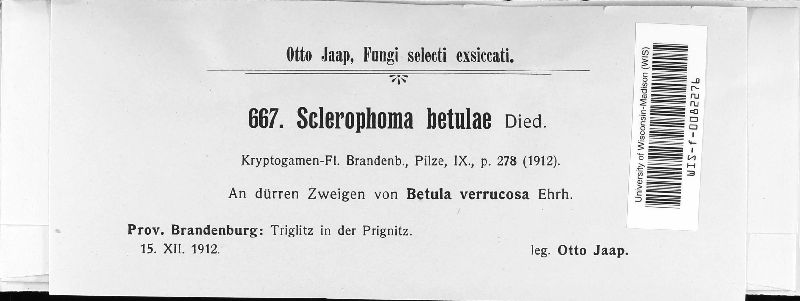 Otto Jaap, Fungi selecti exsiccati.
667. Sclerophoma betulae Died.
Kryptogamen-Fl. Brandenb., Pilze, IX., p. 278 (1912).
An dürren Zweigen von Betula verrucosa Ehrh.
Prov. Brandenburg: Triglitz in der Prignitz.
15. XII. 1912.
leg. Otto Jaap.
University of Wisconsin-Madison (WIS)
WIS-f-0082276